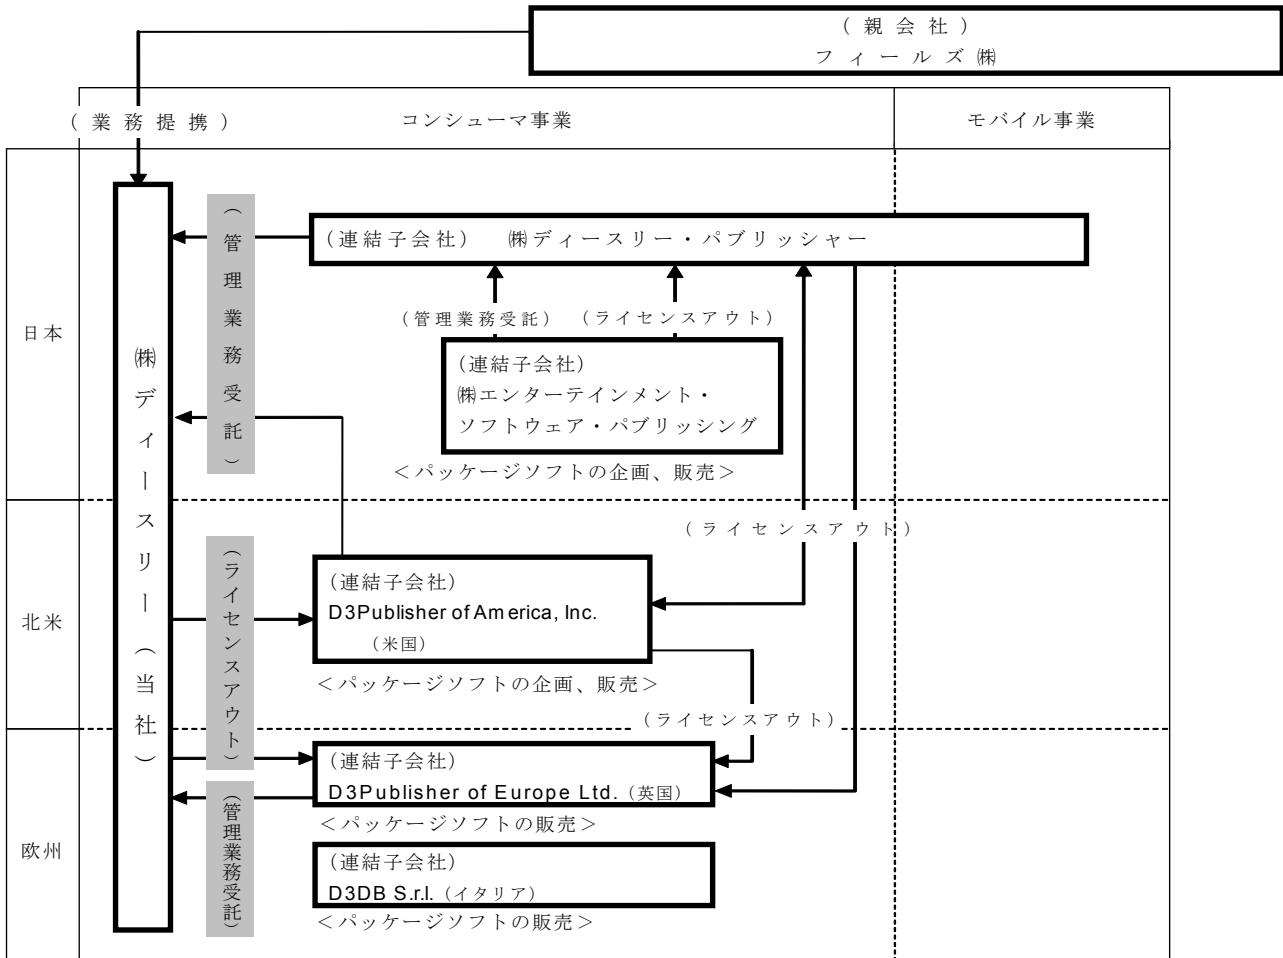 （親会社）
フィールズ㈱
（業務提携）
コンシューマ事業
モバイル事業
日本
㈱ディースリー（当社）
（管理業務受託）
（連結子会社）　㈱ディースリー・パブリッシャー
（管理業務受託）
（ライセンスアウト）
（連結子会社）
㈱エンターテインメント・
ソフトウェア・パブリッシング
＜パッケージソフトの企画、販売＞
（ライセンスアウト）
北米
（ライセンスアウト）
（連結子会社）
D3Publisher of America, Inc.
（米国）
＜パッケージソフトの企画、販売＞
（ライセンスアウト）
欧州
（管理業務受託）
（連結子会社）
D3Publisher of Europe Ltd.（英国）
＜パッケージソフトの販売＞
（連結子会社）
D3DB S.r.l.（イタリア）
＜パッケージソフトの販売＞